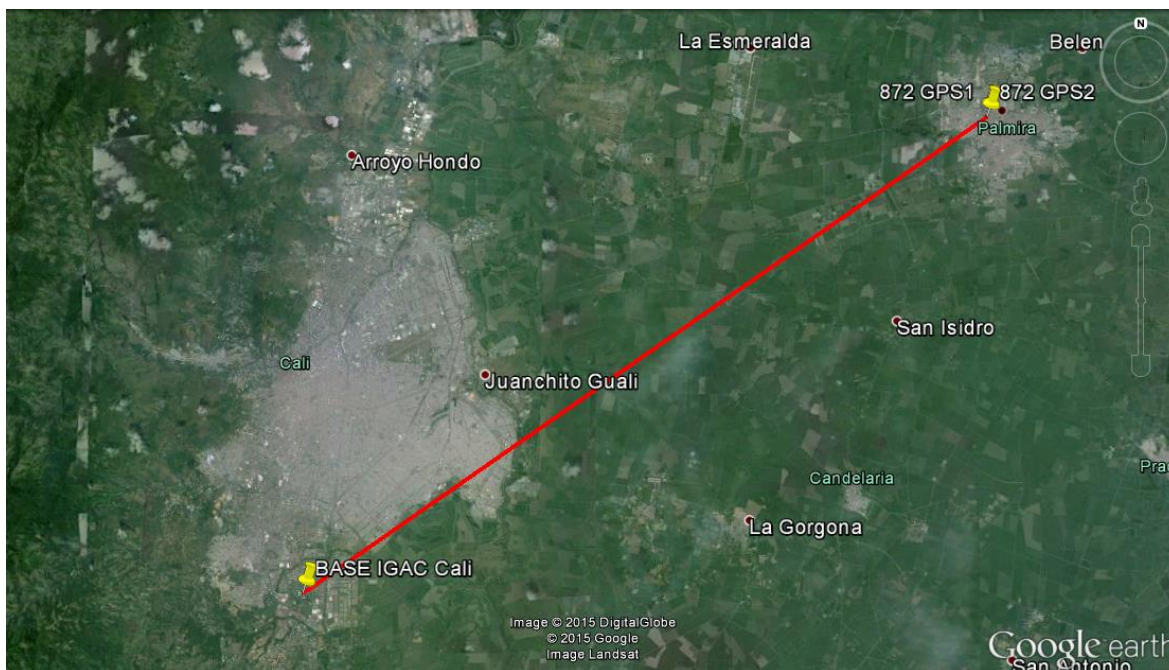 N
La Esmeralda
Belen
872 GPS1
872 GPS2
Palmira
Arroyo Hondo
San Isidro
Cali
Juanchito Guali
Candelaria
Prad
La Gorgona
BASE IGAC Cali
Image © 2015 DigitalGlobe
© 2015 Google
Image Landsat
Google earth
San Antonio